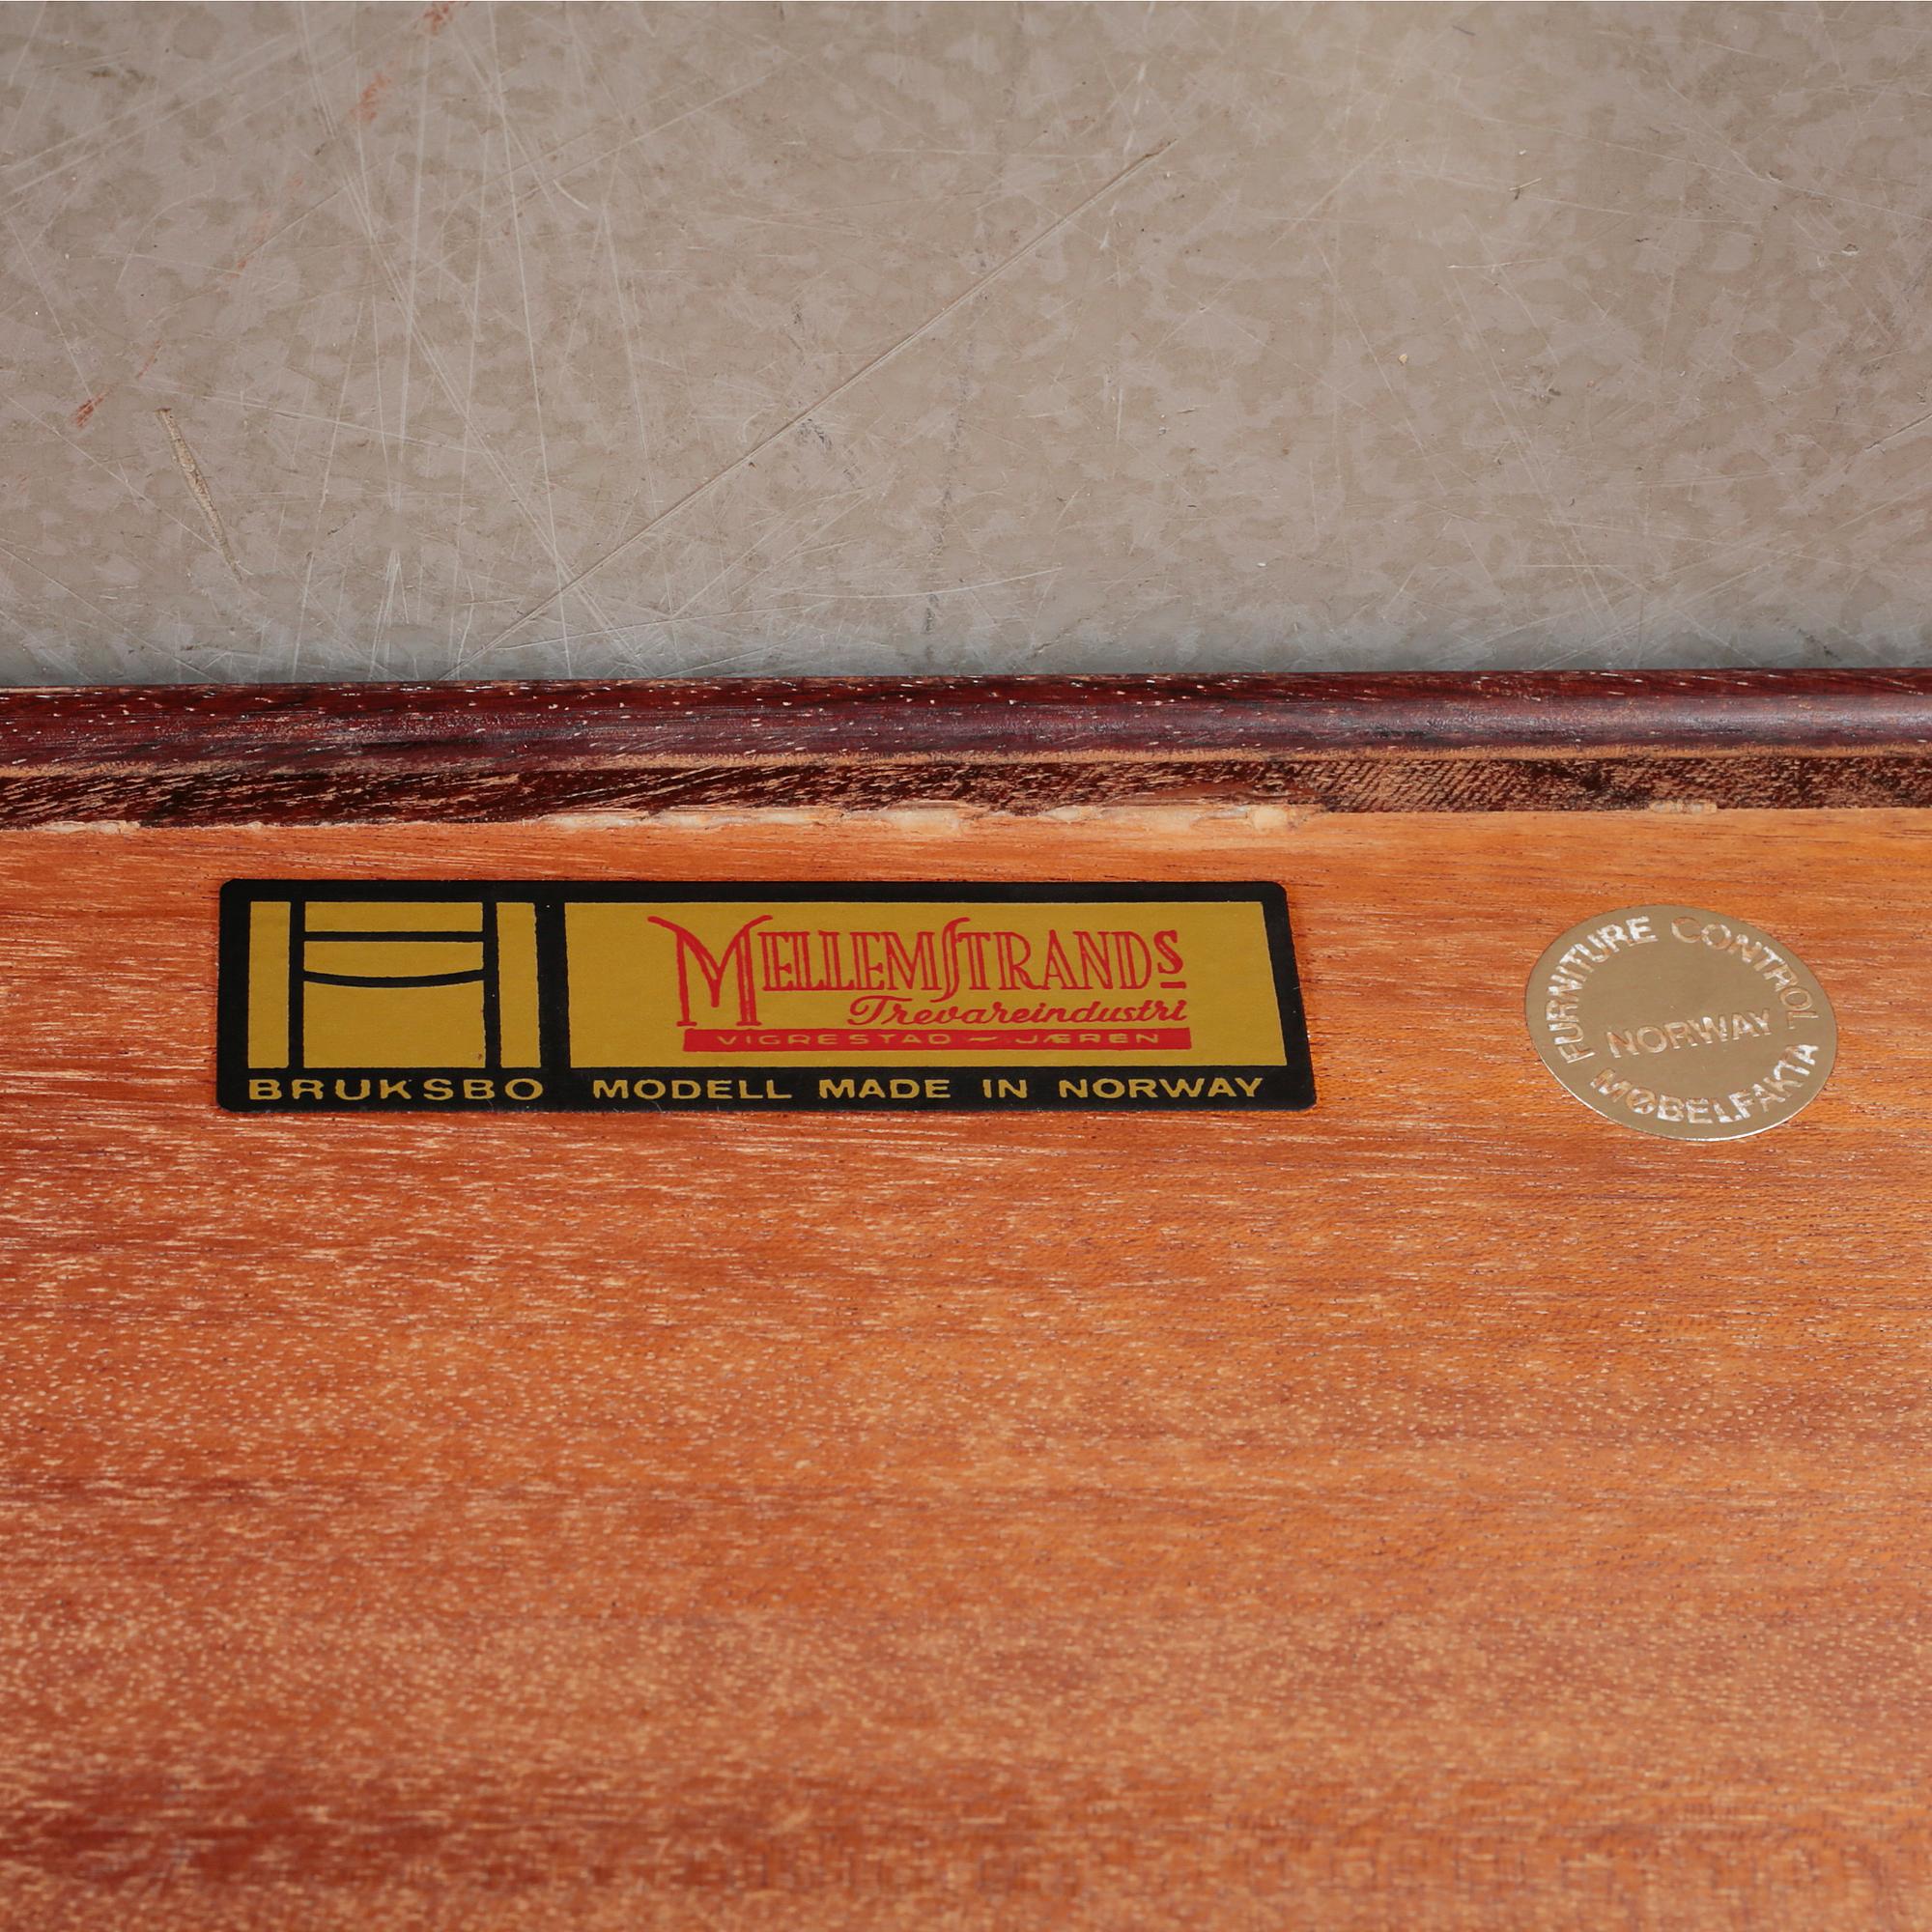 MELLEMSTRANDS
Trevareindustri
VIGRESTAD – JÆREN
BRUKSBO MODELL MADE IN NORWAY
FURNITURE CONTROL
NORWAY
MØBELFAKTA